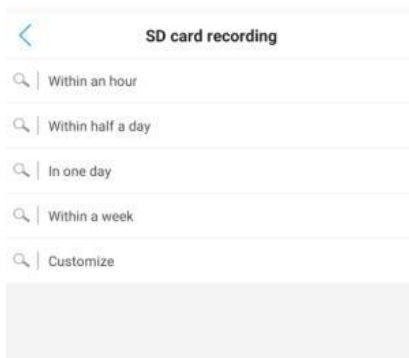 SD card recording
Within an hour
Within half a day
In one day
Within a week
Customize